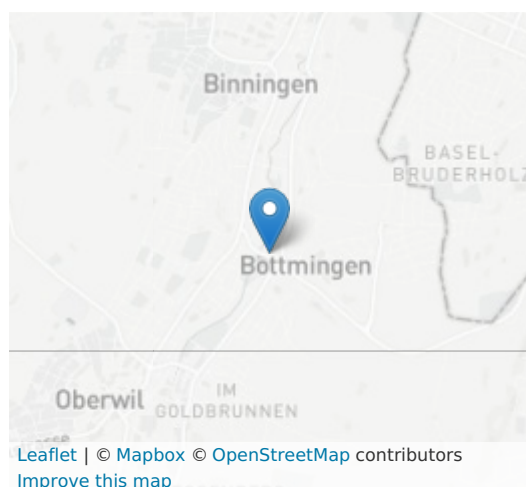 Binningen
BASEL-
BRUDERHOLZ
Bottmingen
Oberwil
IM
GOLDBRUNNEN
Leaflet | © Mapbox © OpenStreetMap contributors
Improve this map